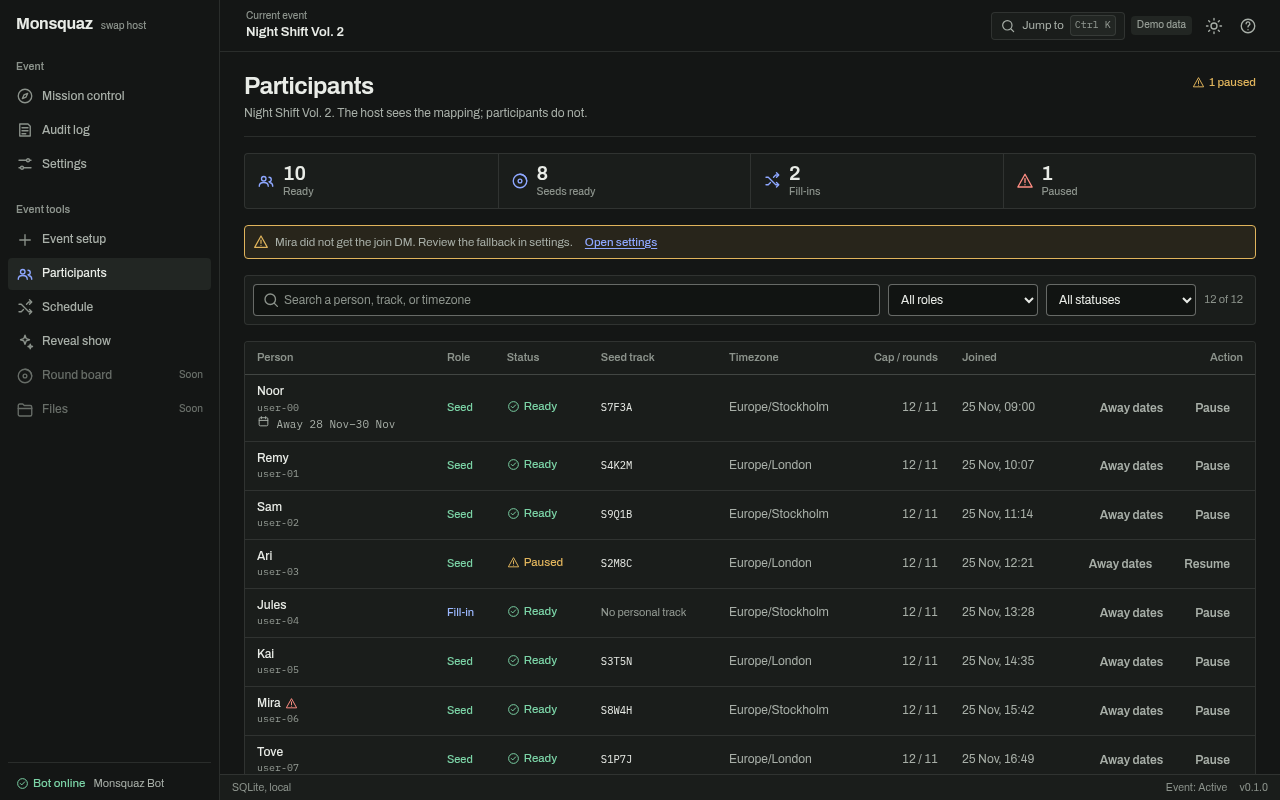 Monsquaz swap host
Current event
Night Shift Vol. 2
Jump to Ctrl K
Demo data
Event
Mission control
Audit log
Settings
Event tools
Event setup
Participants
Schedule
Reveal show
Round board Soon
Files Soon
Bot online Monsquaz Bot
Participants
1 paused
Night Shift Vol. 2. The host sees the mapping; participants do not.
10
Ready
8
Seeds ready
2
Fill-ins
1
Paused
Mira did not get the join DM. Review the fallback in settings. Open settings
Search a person, track, or timezone All roles All statuses 12 of 12
Person Role Status Seed track Timezone Cap / rounds Joined Action
Noor
user-00
Away 28 Nov–30 Nov
Seed Ready S7F3A Europe/Stockholm 12 / 11 25 Nov, 09:00 Away dates Pause
Remy
user-01
Seed Ready S4K2M Europe/London 12 / 11 25 Nov, 10:07 Away dates Pause
Sam
user-02
Seed Ready S9Q1B Europe/Stockholm 12 / 11 25 Nov, 11:14 Away dates Pause
Ari
user-03
Seed Paused S2M8C Europe/London 12 / 11 25 Nov, 12:21 Away dates Resume
Jules
user-04
Fill-in Ready No personal track Europe/Stockholm 12 / 11 25 Nov, 13:28 Away dates Pause
Kai
user-05
Seed Ready S3T5N Europe/London 12 / 11 25 Nov, 14:35 Away dates Pause
Mira
user-06
Seed Ready S8W4H Europe/Stockholm 12 / 11 25 Nov, 15:42 Away dates Pause
Tove
user-07
Seed Ready S1P7J Europe/London 12 / 11 25 Nov, 16:49 Away dates Pause
SQLite, local
Event: Active v0.1.0